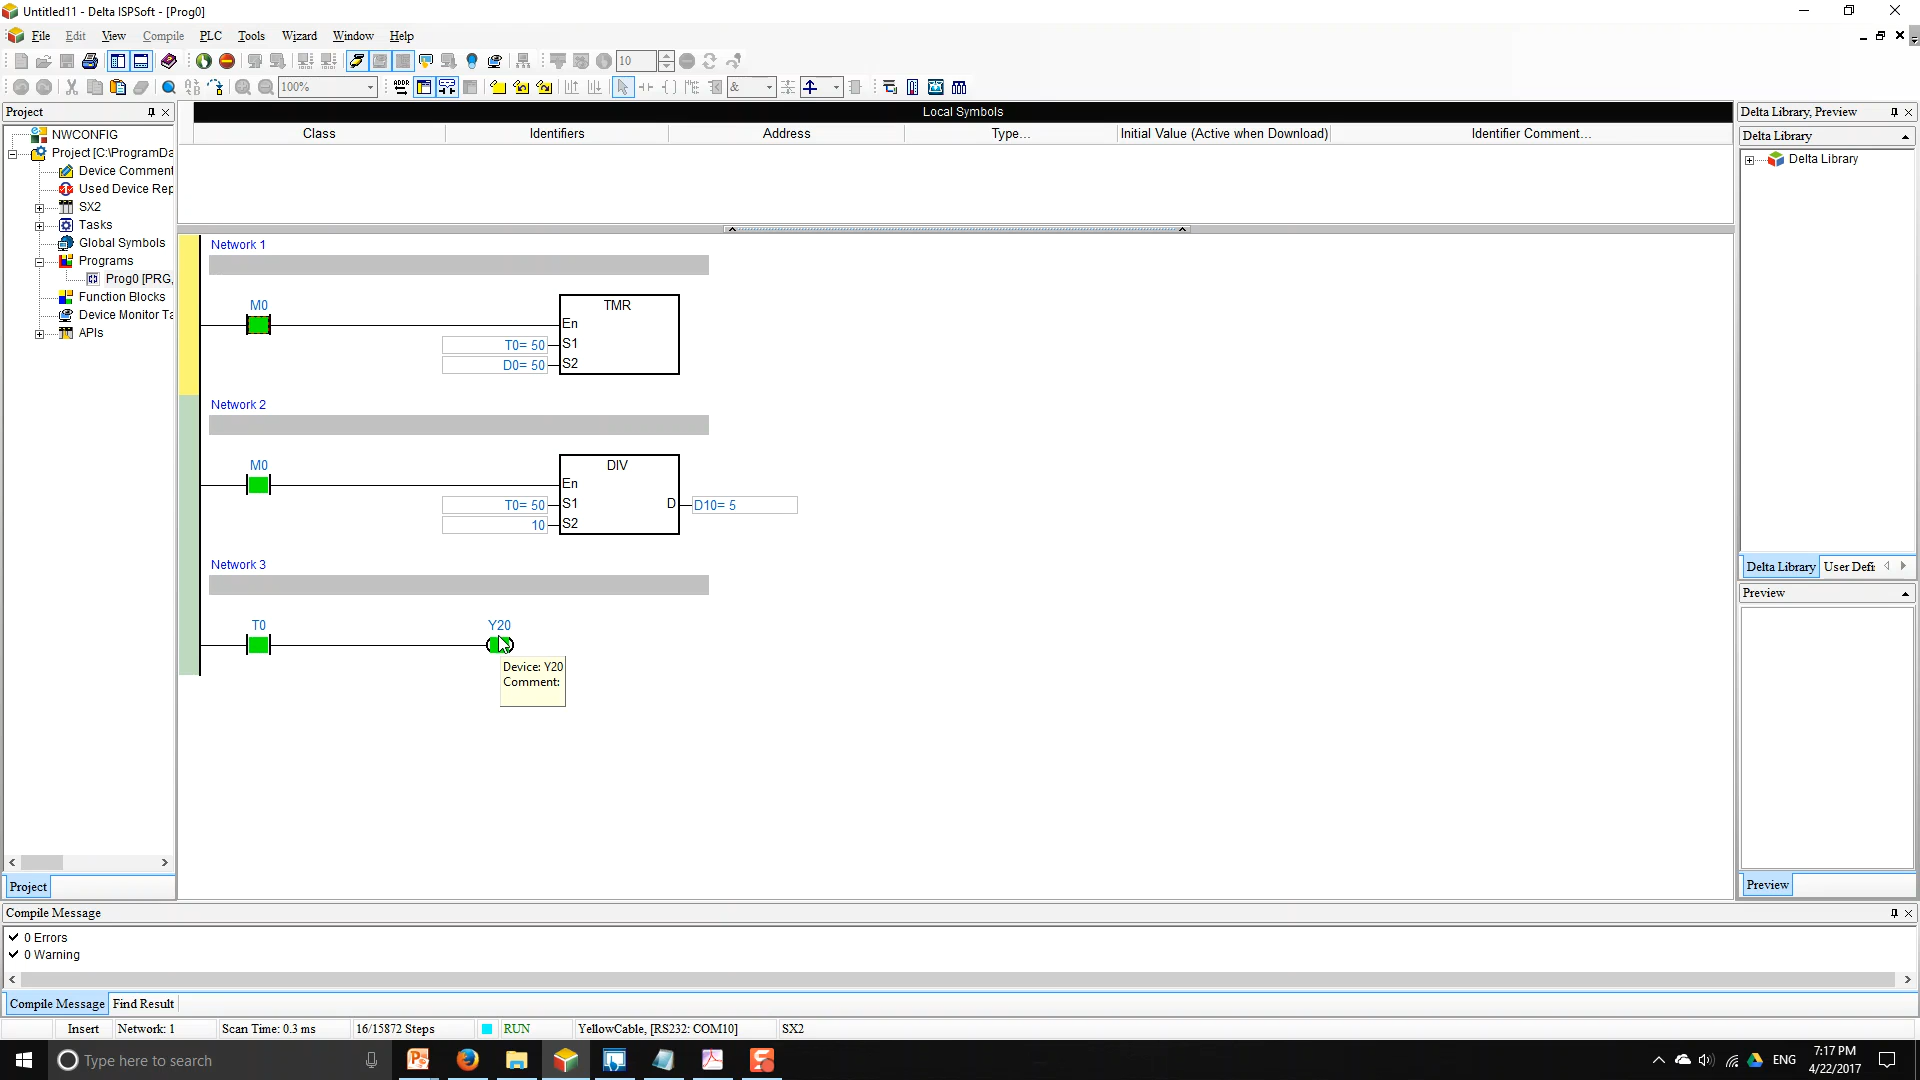 Untitled11 - Delta ISPSoft - [Prog0]
File Edit View Compile PLC Tools Wizard Window Help
10
100%
ADDR
&
Project
NWCONFIG
Project [C:\ProgramDa
Device Comment
Used Device Rep
SX2
Tasks
Global Symbols
Programs
Prog0 [PRG,
Function Blocks
Device Monitor Ta
APIs
Project
Local Symbols
Class Identifiers Address Type... Initial Value (Active when Download) Identifier Comment...
Network 1
M0
TMR
En
T0= 50 S1
D0= 50 S2
Network 2
M0
DIV
En
T0= 50 S1 D D10= 5
10 S2
Network 3
T0 Y20
Device: Y20
Comment:
Delta Library, Preview
Delta Library
Delta Library
Delta Library User Defi
Preview
Preview
Compile Message
0 Errors
0 Warning
Compile Message Find Result
Insert Network: 1 Scan Time: 0.3 ms 16/15872 Steps RUN YellowCable, [RS232: COM10] SX2
Type here to search
ENG
7:17 PM
4/22/2017